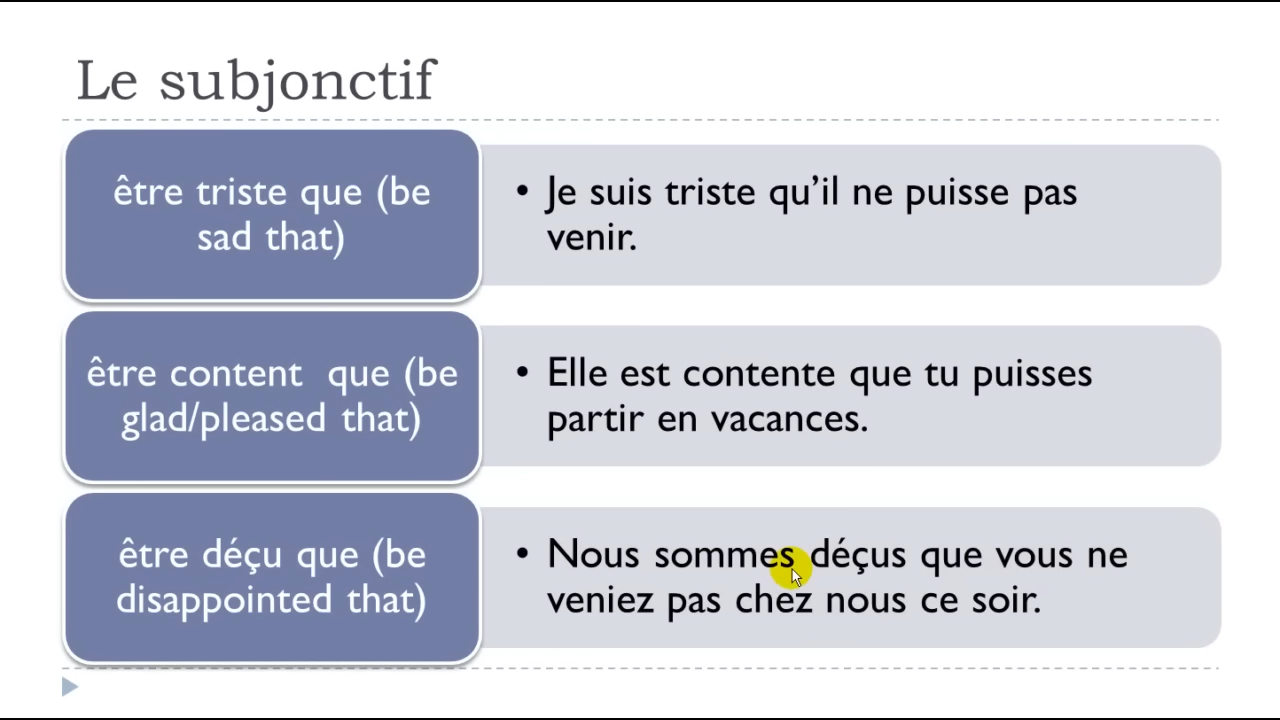 Le subjonctif
être triste que (be
sad that)
• Je suis triste qu’il ne puisse pas
venir.
être content  que (be
glad/pleased that)
• Elle est contente que tu puisses
partir en vacances.
être déçu que (be
disappointed that)
• Nous sommes déçus que vous ne
veniez pas chez nous ce soir.